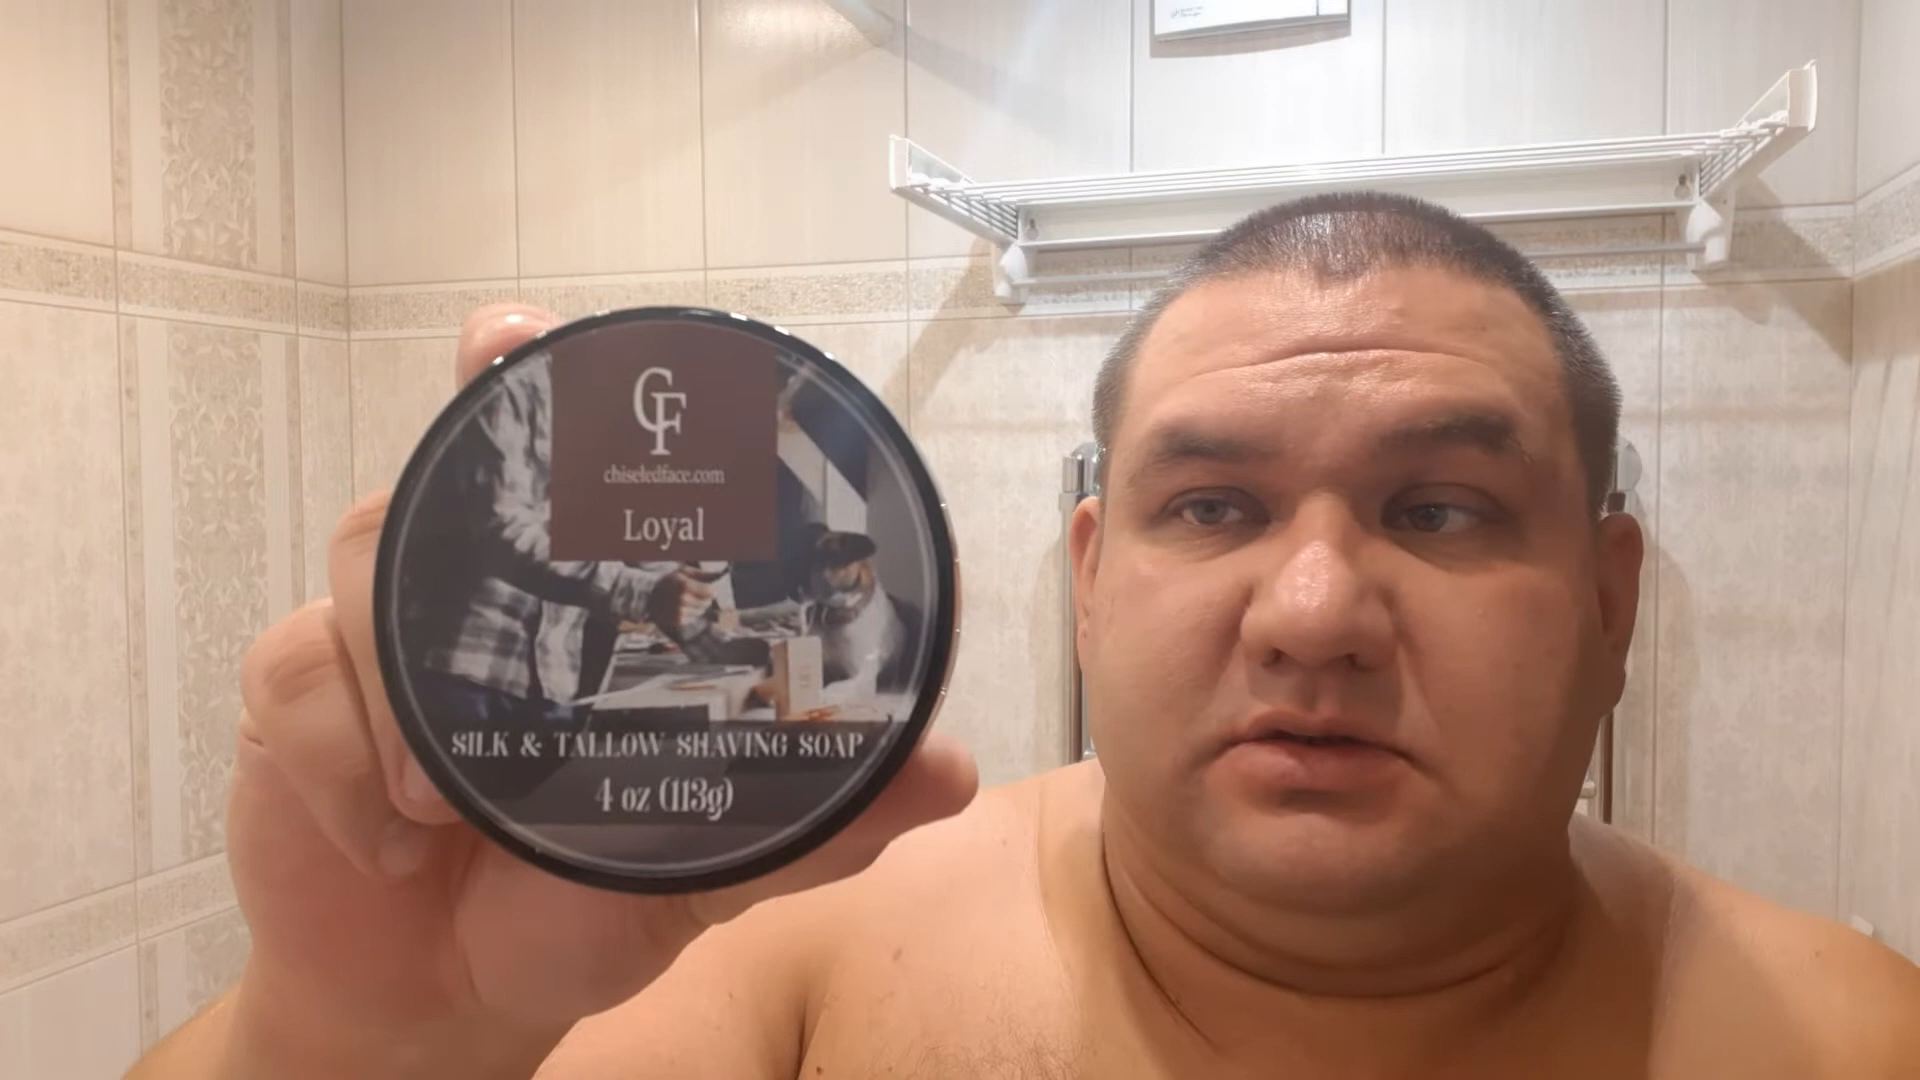 CF
chiseledface.com
Loyal
SILK & TALLOW SHAVING SOAP
4 oz (113g)